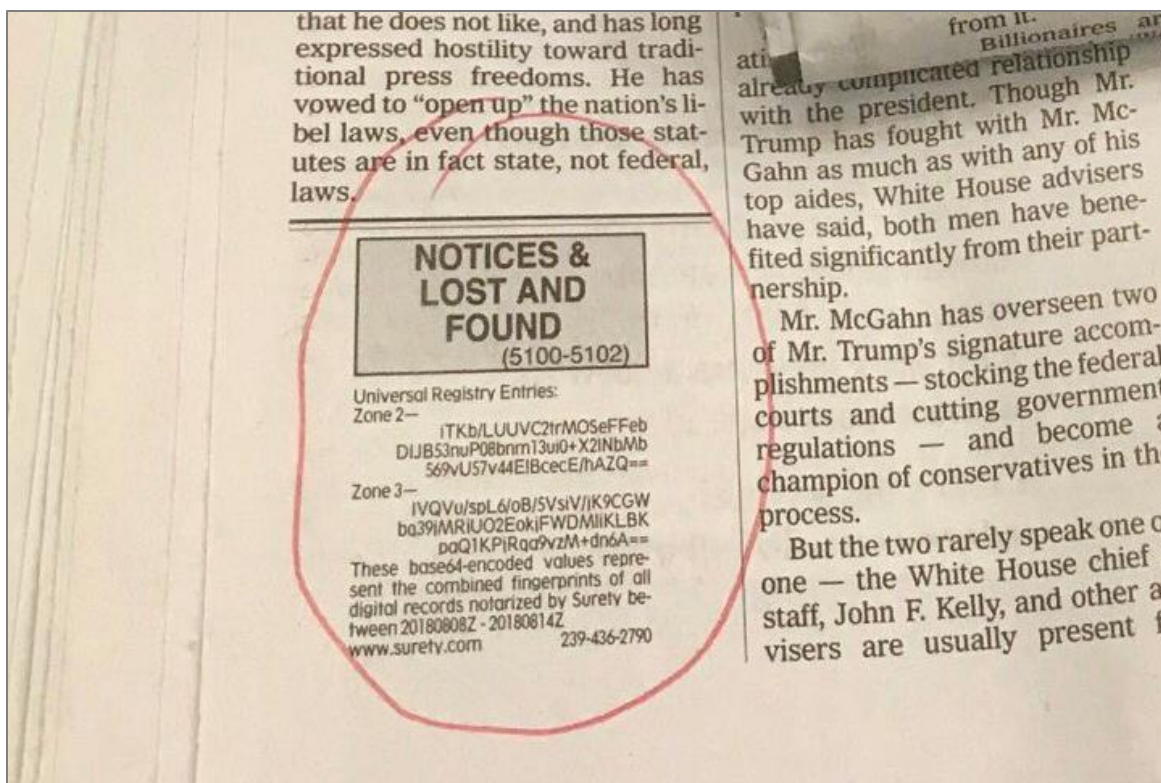 that he does not like, and has long
expressed hostility toward tradi-
tional press freedoms. He has
vowed to “open up” the nation’s li-
bel laws, even though those stat-
utes are in fact state, not federal,
laws.
NOTICES &
LOST AND
FOUND
(5100-5102)
Universal Registry Entries:
Zone 2—
iTKb/LUUVC2trMOSeFFeb
DIJB53nuP08bnm13ui0+X2INbMb
S69vU57v44EIBcecE/hAZQ==
Zone 3—
IVQVu/spL6/oB/5VsiV/jK9CGW
ba39jMRiUO2EokjFWDMIiKLBK
paQ1KPjRqa9vzM+dn6A==
These base64-encoded values repre-
sent the combined fingerprints of all
digital records notarized by Surety be-
tween 20180808Z - 20180814Z
www.surety.com 239-436-2790
from it.
Billionaires
already complicated relationship
with the president. Though Mr.
Trump has fought with Mr. Mc-
Gahn as much as with any of his
top aides, White House advisers
have said, both men have bene-
fited significantly from their part-
nership.
Mr. McGahn has overseen two
of Mr. Trump’s signature accom-
plishments — stocking the federal
courts and cutting government
regulations — and become a
champion of conservatives in the
process.
But the two rarely speak one o
one — the White House chief
staff, John F. Kelly, and other a
visers are usually present f